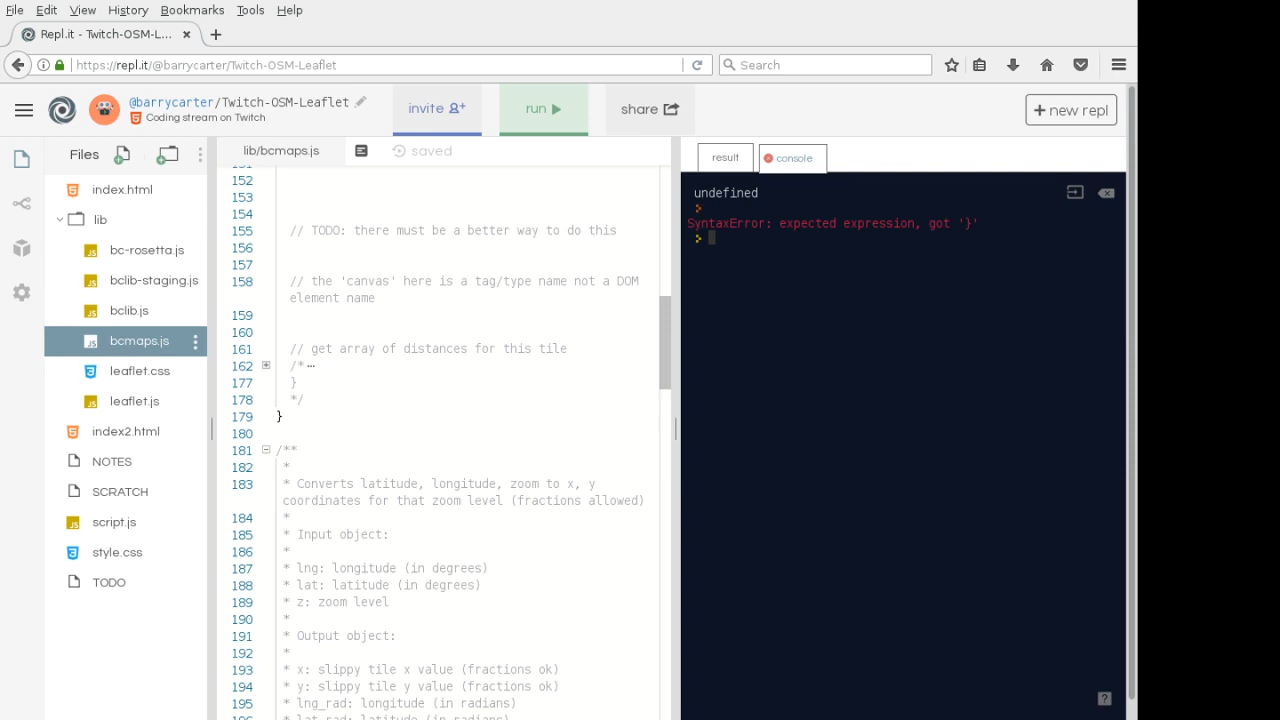 File Edit View History Barrymarks Tools Help
Repl.it - Twitch-OSM-L...
https://repl.it/@barrycarter/Twitch-OSM-Leaflet
Search
@barrycarter/Twitch-OSM-Leaflet
Coding stream on Twitch
invite
run
share
+ new repl
Files
lib/bcmaps.js
saved
result
console
index.html
lib
bc-rosetta.js
bclib-staging.js
bclib.js
bcmaps.js
leaflet.css
leaflet.js
index2.html
NOTES
SCRATCH
script.js
style.css
TODO
152
153
154
155 // TODO: there must be a better way to do this
156
157
158 // the 'canvas' here is a tag/type name not a DOM
element name
159
160
161 // get array of distances for this tile
162 /*…
177 }
178 */
179 }
180
181 /**
182 *
183 * Converts latitude, longitude, zoom to x, y
coordinates for that zoom level (fractions allowed)
184 *
185 * Input object:
186 *
187 * lng: longitude (in degrees)
188 * lat: latitude (in degrees)
189 * z: zoom level
190 *
191 * Output object:
192 *
193 * x: slippy tile x value (fractions ok)
194 * y: slippy tile y value (fractions ok)
195 * lng_rad: longitude (in radians)
196 * lat_rad: latitude (in radians)
undefined
>
SyntaxError: expected expression, got '}'
>
?